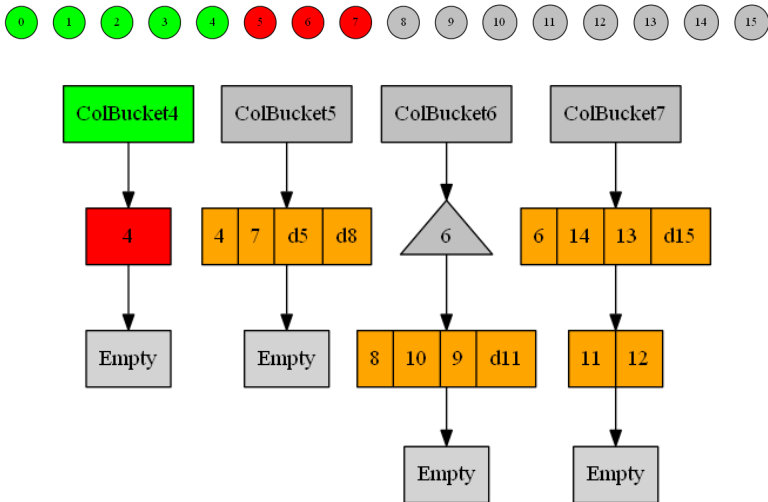 0 1 2 3 4 5 6 7 8 9 10 11 12 13 14 15
ColBucket4 ColBucket5 ColBucket6 ColBucket7
4 4 7 d5 d8 6 6 14 13 d15
Empty Empty 8 10 9 d11 11 12
Empty Empty